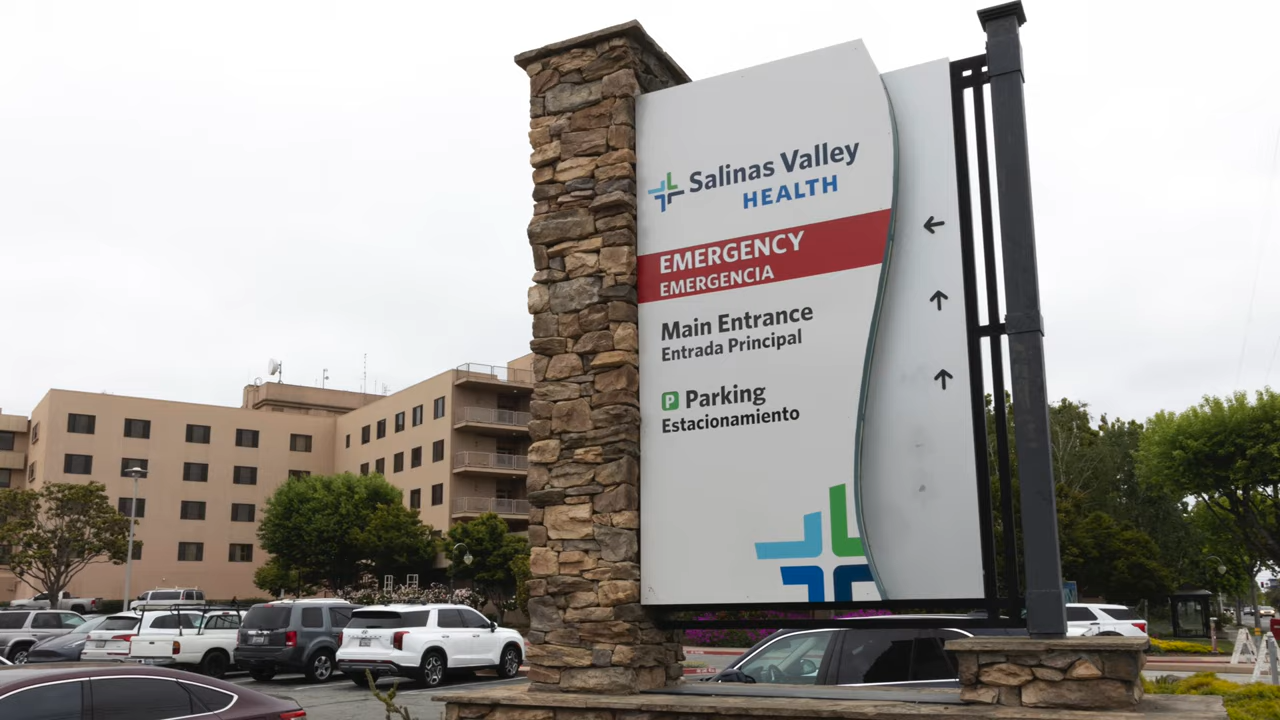 Salinas Valley
HEALTH
EMERGENCY
EMERGENCIA
←
Main Entrance
Entrada Principal
↑
P Parking
Estacionamiento
↑